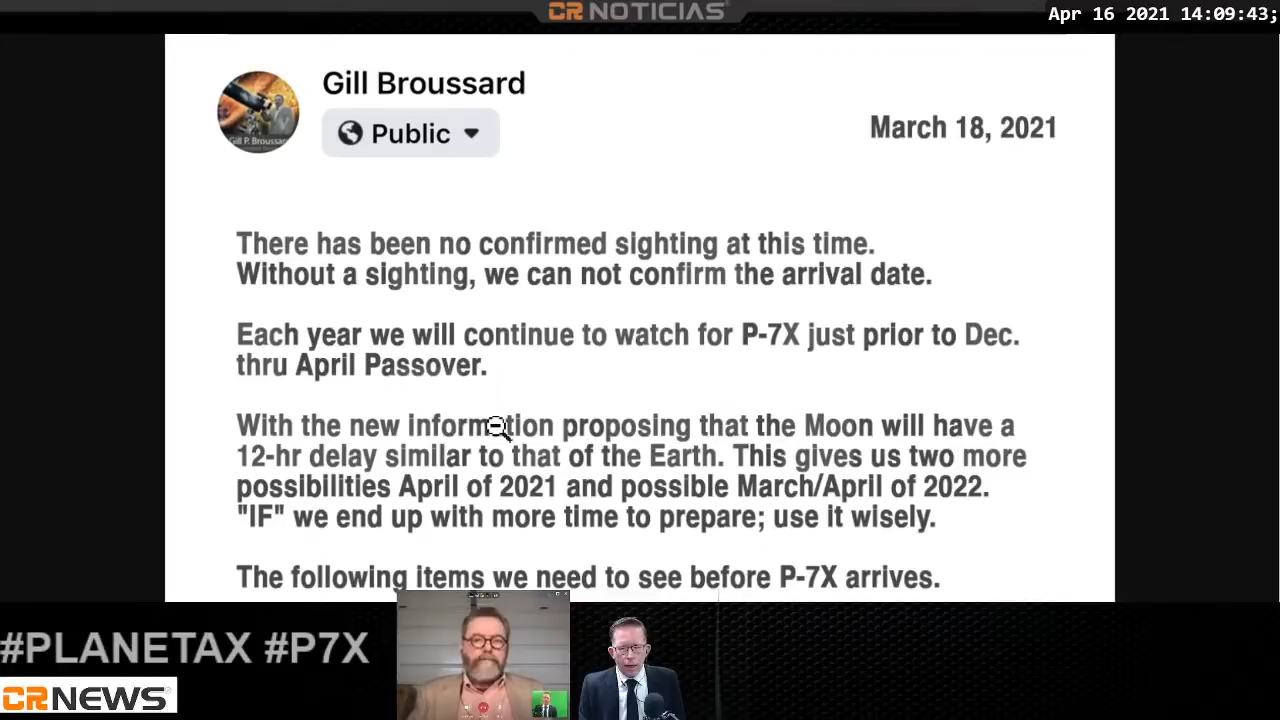 CR NOTICIAS
Apr 16 2021 14:09:43;
Gill Broussard
Public
March 18, 2021
Gill P. Broussard
There has been no confirmed sighting at this time.
Without a sighting, we can not confirm the arrival date.
Each year we will continue to watch for P-7X just prior to Dec.
thru April Passover.
With the new information proposing that the Moon will have a
12-hr delay similar to that of the Earth. This gives us two more
possibilities April of 2021 and possible March/April of 2022.
"IF" we end up with more time to prepare; use it wisely.
The following items we need to see before P-7X arrives.
#PLANETAX #P7X
CRNEWS